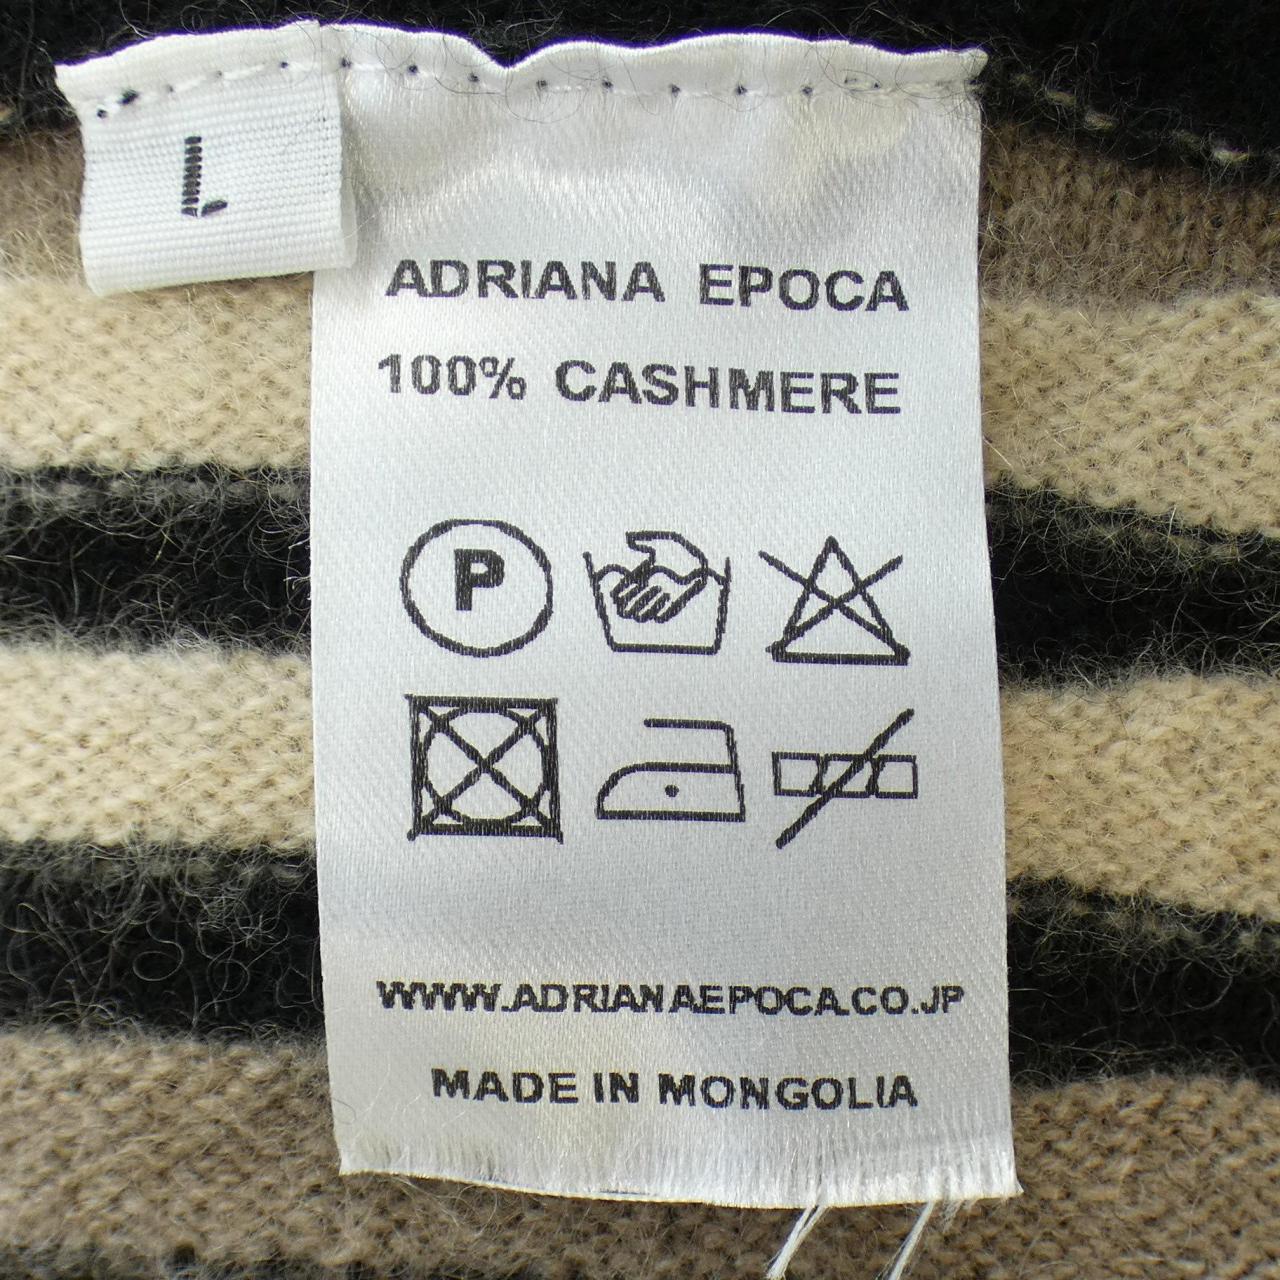 L
ADRIANA EPOCA
100% CASHMERE
P
WWW.ADRIANAEPOCA.CO.JP
MADE IN MONGOLIA